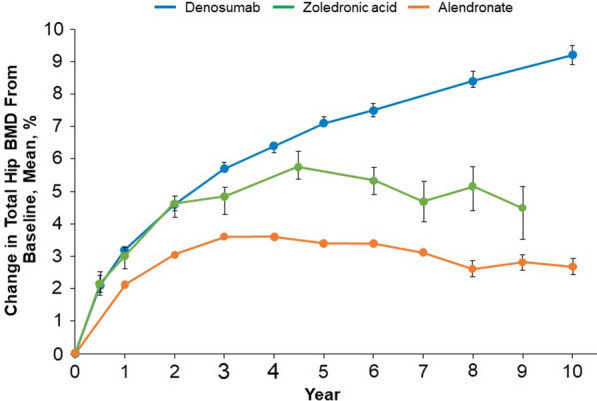 Denosumab Zoledronic acid Alendronate
Change in Total Hip BMD From
Baseline, Mean, %
10
9
8
7
6
5
4
3
2
1
0
0 1 2 3 4 5 6 7 8 9 10
Year